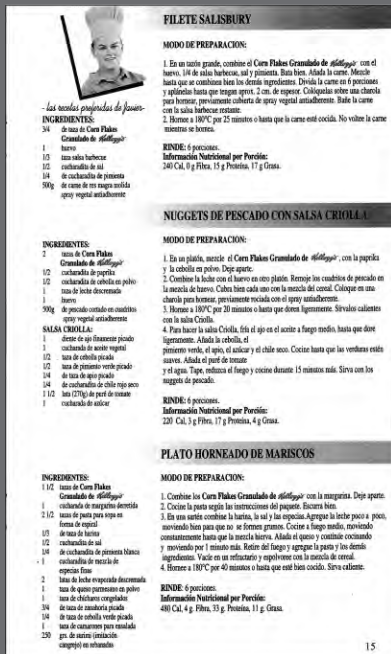 FILETE SALISBURY
- las recetas preferidas de Javier-
INGREDIENTES:
3/4 de taza de Corn Flakes
Granulado de Kellogg's
1 huevo
1/3 taza salsa barbecue
1/2 cucharadita de sal
1/4 de cucharadita de pimienta
500g de carne de res magra molida
spray vegetal antiadherente
MODO DE PREPARACION:
1. En un tazón grande, combine el Corn Flakes Granulado de Kellogg's con el
huevo, 1/4 de salsa barbecue, sal y pimienta. Bata bien. Añada la carne. Mezcle
hasta que se combinen bien los demás ingredientes. Divida la carne en 6 porciones
y aplánelas hasta que tengan aprox. 2 cm. de espesor. Colóquelas sobre una charola
para hornear, previamente cubierta de spray vegetal antiadherente. Bañe la carne
con la salsa barbecue restante.
2. Hornee a 180°C por 25 minutos o hasta que la carne esté cocida. No voltee la carne
mientras se hornea.
RINDE: 6 porciones.
Información Nutricional por Porción:
240 Cal, 0 g Fibra, 15 g Proteína, 17 g Grasa.
NUGGETS DE PESCADO CON SALSA CRIOLLA
INGREDIENTES:
2 tazas de Corn Flakes
Granulado de Kellogg's
1/2 cucharadita de paprika
1/2 cucharadita de cebolla en polvo
1 taza de leche descremada
1 huevo
500g de pescado cortado en cuadritos
spray vegetal antiadherente
SALSA CRIOLLA:
1 diente de ajo finamente picado
1 cucharada de aceite vegetal
1/2 taza de cebolla picada
1/2 taza de pimiento verde picado
1/4 de taza de apio picado
1/4 de cucharadita de chile rojo seco
1 1/2 lata (270g) de puré de tomate
1 cucharada de azúcar
MODO DE PREPARACIÓN:
1. En un platón, mezcle el Corn Flakes Granulado de Kellogg's, con la paprika
y la cebolla en polvo. Deje aparte.
2. Combine la leche con el huevo en otro platón. Remoje los cuadritos de pescado en
la mezcla de huevo. Cubra bien cada uno con la mezcla del cereal. Coloque en una
charola para hornear, previamente rociada con el spray antiadherente.
3. Hornee a 180°C por 20 minutos o hasta que doren ligeramente. Sírvalos calientes
con la salsa Criolla.
4. Para hacer la salsa Criolla, fría el ajo en el aceite a fuego medio, hasta que dore
ligeramente. Añada la cebolla, el
pimiento verde, el apio, el azúcar y el chile seco. Cocine hasta que las verduras estén
suaves. Añada el puré de tomate
y el agua. Tape, reduzca el fuego y cocine durante 15 minutos más. Sirva con los
nuggets de pescado.
RINDE: 6 porciones.
Información Nutricional por Porción:
220 Cal, 3 g Fibra, 17 g Proteína, 4 g Grasa.
PLATO HORNEADO DE MARISCOS
INGREDIENTES:
1 1/2 tazas de Corn Flakes
Granulado de Kellogg's
1 cucharada de margarina derretida
2 1/2 tazas de pasta para sopa en
forma de espiral
1/3 de taza de harina
1/2 cucharadita de sal
1/4 de cucharadita de pimienta blanca
1 cucharadita de mezcla de
especias finas
2 latas de leche evaporada descremada
1 taza de queso parmesano en polvo
1 taza de chícharos congelados
3/4 de taza de zanahoria picada
1/4 de taza de cebolla verde picada
1 taza de camarones para ensalada
250 grs. de surimi (imitación
cangrejo) en rebanadas
MODO DE PREPARACIÓN:
1. Combine los Corn Flakes Granulado de Kellogg's con la margarina. Deje aparte.
2. Cocine la pasta según las instrucciones del paquete. Escurra bien.
3. En una sartén combine la harina, la sal y las especias.Agregue la leche poco a poco,
moviendo bien para que no se formen grumos. Cocine a fuego medio, moviendo
constantemente hasta que la mezcla hierva. Añada el queso y continúe cocinando
y moviendo por 1 minuto más. Retire del fuego y agregue la pasta y los demás
ingredientes. Vacíe en un refractario y espolvoree con la mezcla de cereal.
4. Hornee a 180°C por 40 minutos o hasta que esté bien cocido. Sirva caliente.
RINDE: 6 porciones.
Información Nutricional por Porción:
480 Cal, 4 g. Fibra, 33 g. Proteína, 11 g. Grasa.
15